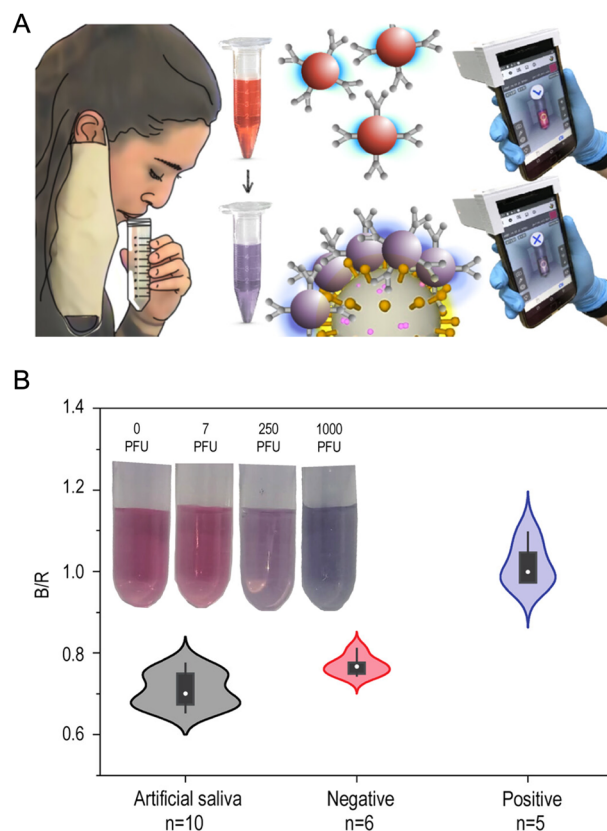 A
B
1.4
1.2
1.0
0.8
0.6
B/R
0 7 250 1000
PFU PFU PFU PFU
Artificial saliva Negative Positive
n=10 n=6 n=5